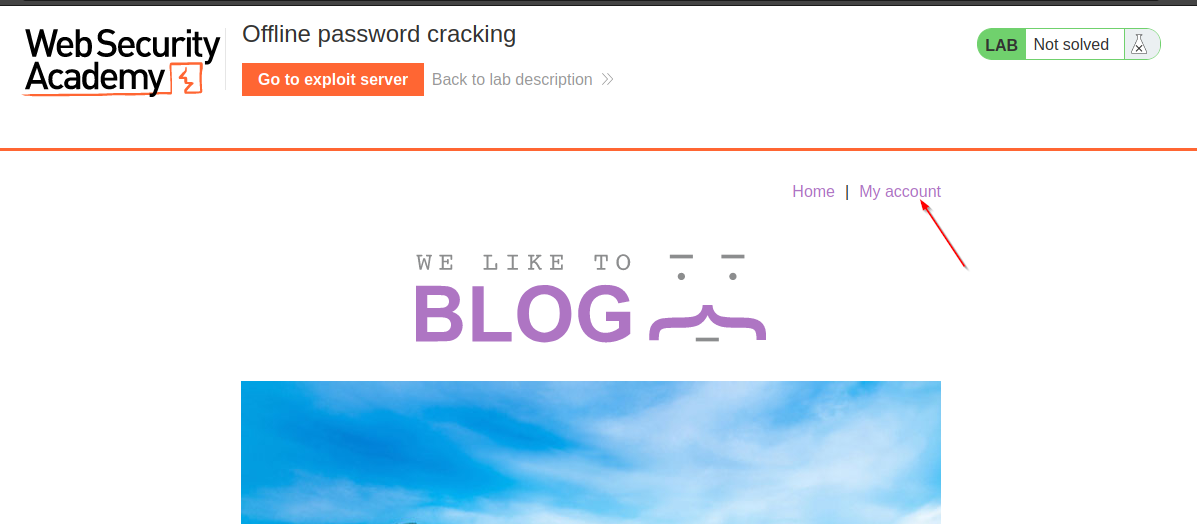 Web Security
Academy
Offline password cracking
Go to exploit server
Back to lab description
LAB
Not solved
Home | My account
WE LIKE TO
BLOG